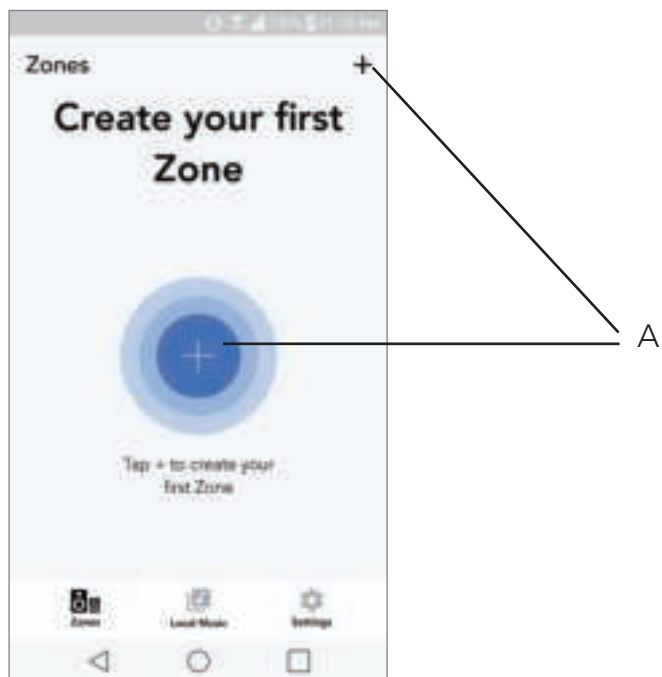 Zones +
Create your first
Zone
A
Tap + to create your
first Zone
Zones Local Music Settings